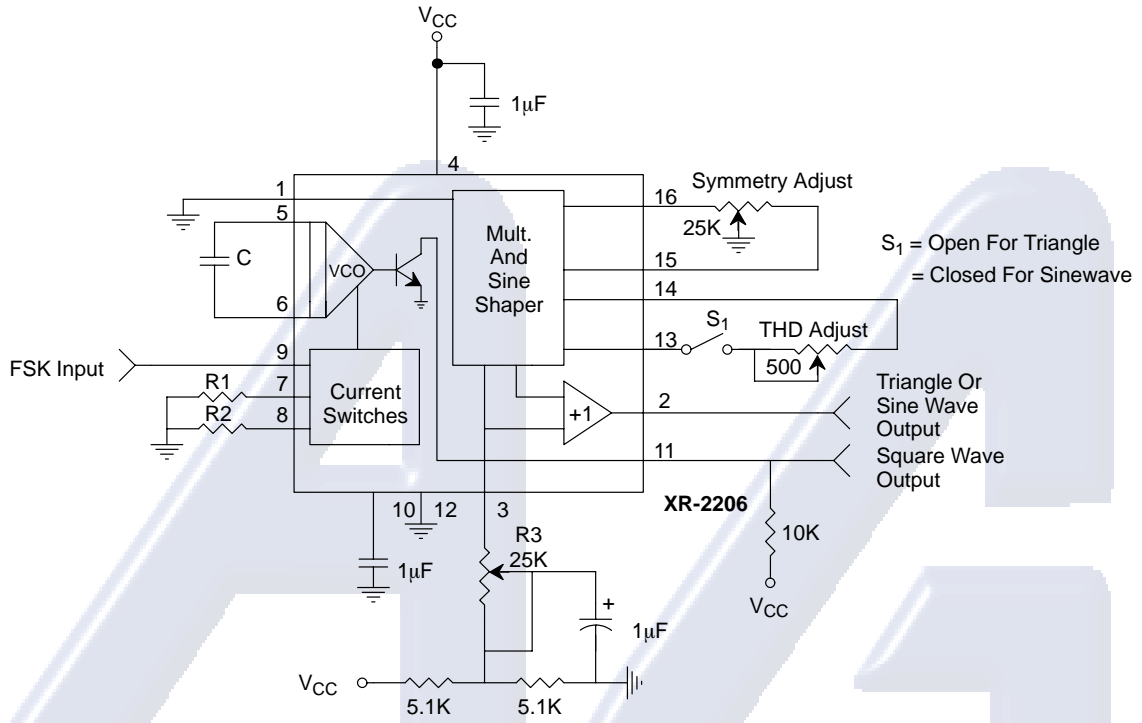 VCC
1µF
4
1
16
Symmetry Adjust
5
25K
C
VCO
Mult.
And
Sine
Shaper
15
S1 = Open For Triangle
= Closed For Sinewave
6
14
S1
THD Adjust
13
500
FSK Input
9
R1
7
R2
8
Current
Switches
+1
2
Triangle Or
Sine Wave
Output
11
Square Wave
Output
10
12
3
XR-2206
R3
25K
10K
1µF
+
1µF
VCC
VCC
5.1K
5.1K